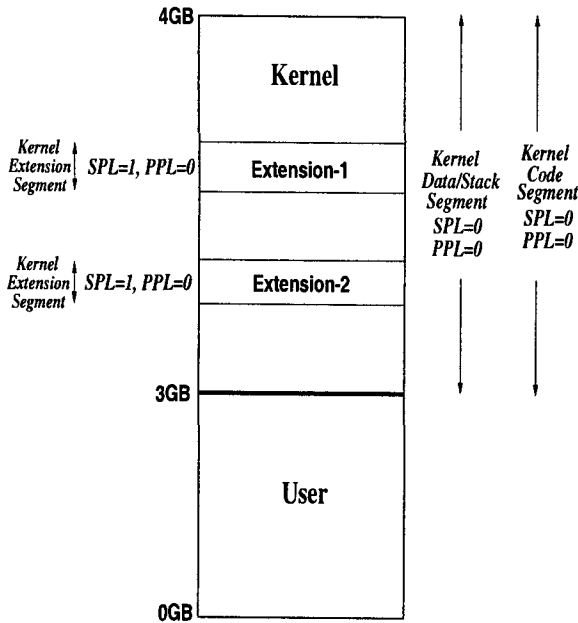 4GB
Kernel
Kernel
Extension
Segment
SPL=1, PPL=0
Extension-1
Kernel
Data/Stack
Segment
SPL=0
PPL=0
Kernel
Code
Segment
SPL=0
PPL=0
Kernel
Extension
Segment
SPL=1, PPL=0
Extension-2
3GB
User
0GB